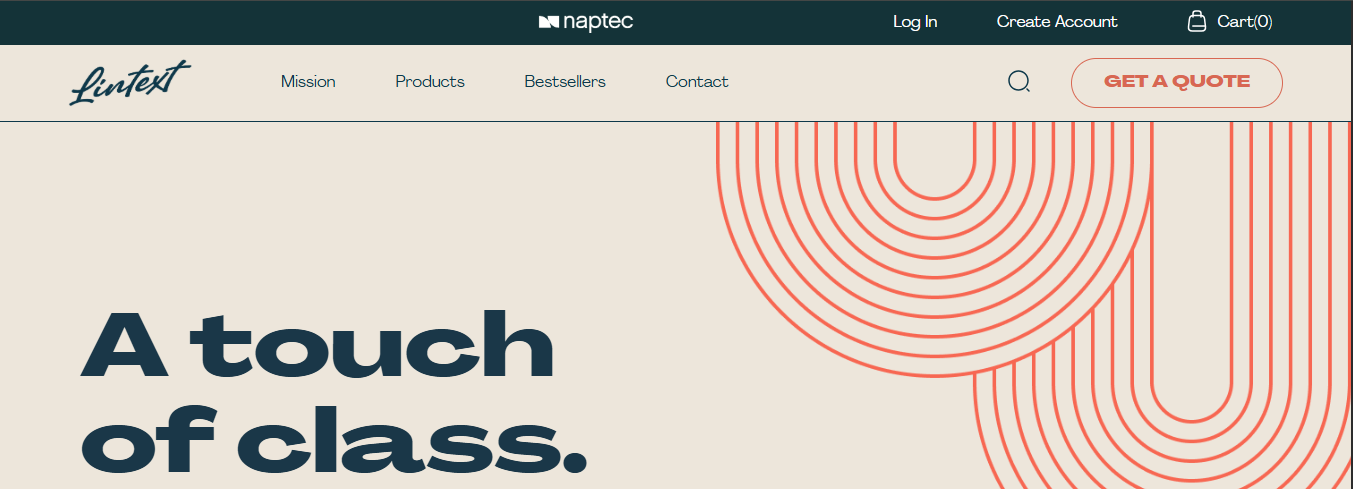 naptec
Log In
Create Account
Cart(0)
Lintext
Mission
Products
Bestsellers
Contact
GET A QUOTE
A touch
of class.